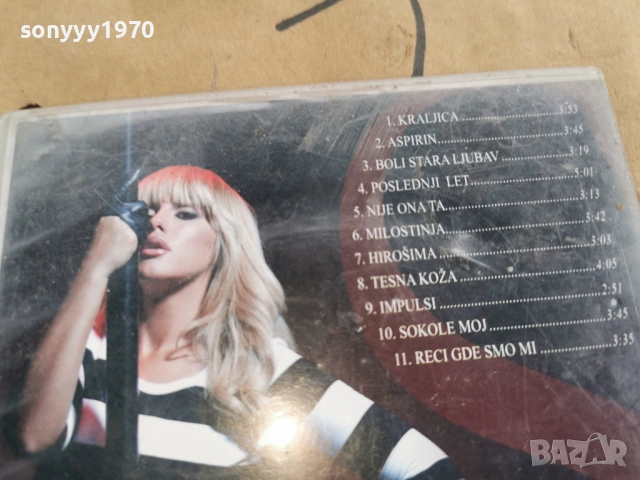 sonyyy1970
1. KRALJICA 3:53
2. ASPIRIN 3:45
3. BOLI STARA LJUBAV 3:19
4. POSLEDNJI LET 5:01
5. NIJE ONA TA 3:13
6. MILOSTINJA 3:42
7. HIROŠIMA 3:03
8. TESNA KOŽA 4:05
9. IMPULSI 2:51
10. SOKOLE MOJ 3:45
11. RECI GDE SMO MI 3:35
BAZAR